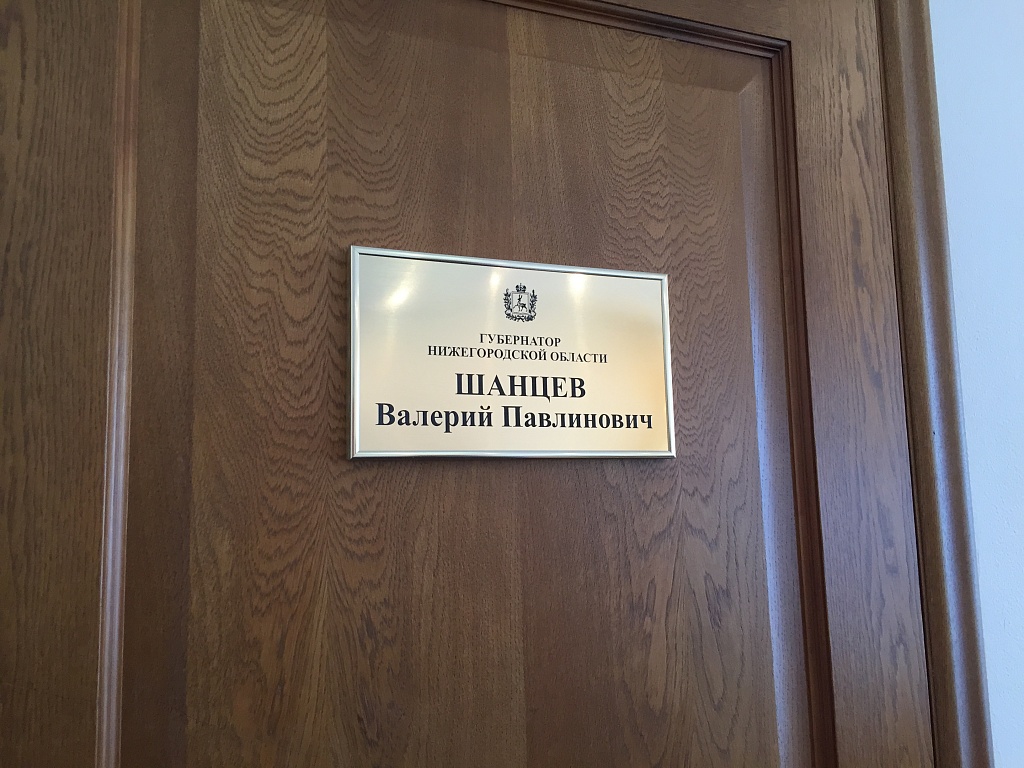 ГУБЕРНАТОР
НИЖЕГОРОДСКОЙ ОБЛАСТИ
ШАНЦЕВ
Валерий Павлинович